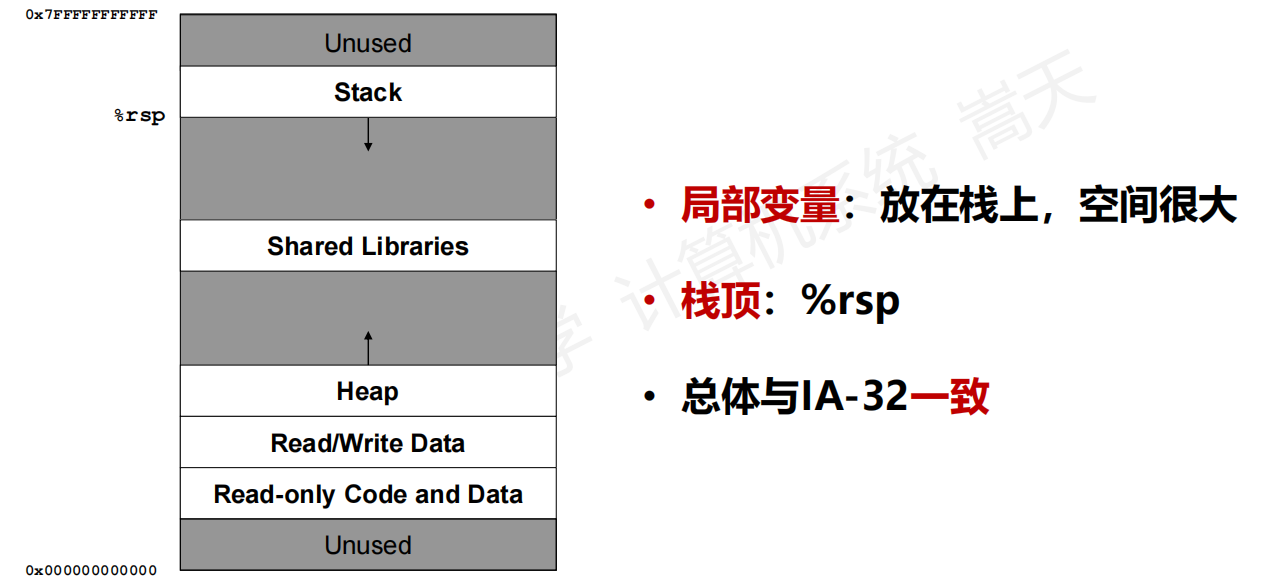 0x7FFFFFFFFFFF
Unused
Stack
%rsp
Shared Libraries
Heap
Read/Write Data
Read-only Code and Data
Unused
0x000000000000
• 局部变量：放在栈上，空间很大
• 栈顶：%rsp
• 总体与IA-32一致
学 计算机系统 嵩天